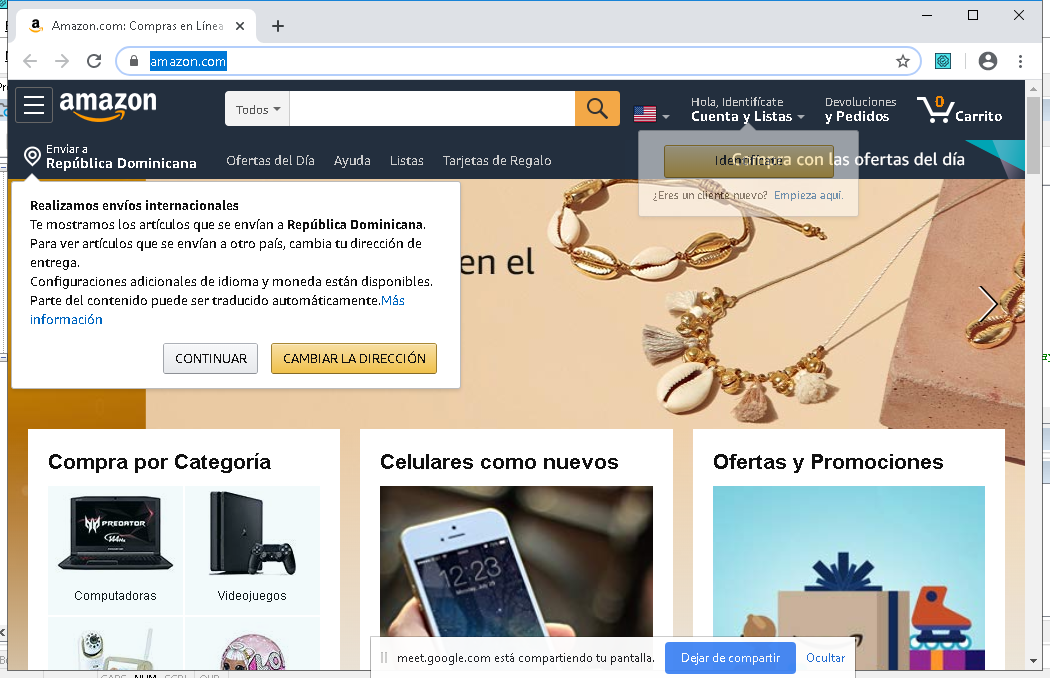 Amazon.com: Compras en Línea
amazon.com
amazon
Todos
Hola, Identifícate
Cuenta y Listas
Devoluciones
y Pedidos
0
Carrito
Enviar a
República Dominicana
Ofertas del Día
Ayuda
Listas
Tarjetas de Regalo
Identifícate
Compra con las ofertas del día
¿Eres un cliente nuevo? Empieza aquí.
Realizamos envíos internacionales
Te mostramos los artículos que se envían a República Dominicana.
Para ver artículos que se envían a otro país, cambia tu dirección de
entrega.
Configuraciones adicionales de idioma y moneda están disponibles.
Parte del contenido puede ser traducido automáticamente.Más
información
CONTINUAR
CAMBIAR LA DIRECCIÓN
en el
Compra por Categoría
Celulares como nuevos
Ofertas y Promociones
PREDATOR
12:23
Computadoras
Videojuegos
meet.google.com está compartiendo tu pantalla.
Dejar de compartir
Ocultar
NUM